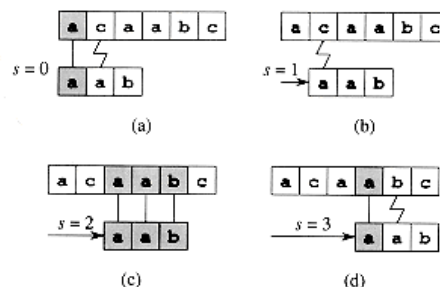 a c a a b c
s = 0
a a b
(a)
a c a a b c
s = 1
a a b
(b)
a c a a b c
s = 2
a a b
(c)
a c a a b c
s = 3
a a b
(d)